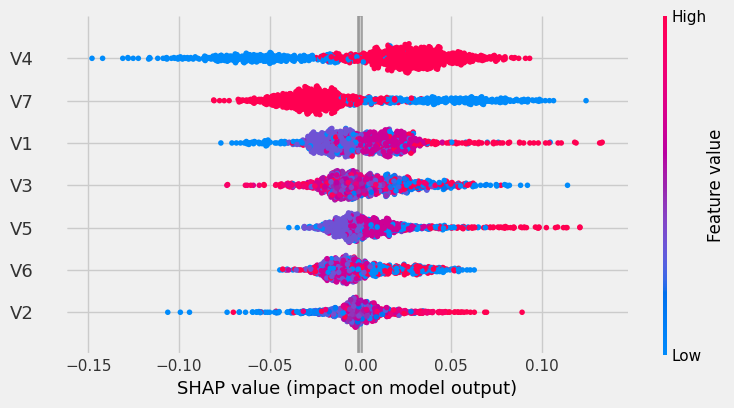 High
V4
V7
V1
V3
V5
V6
V2
Feature value
Low
−0.15 −0.10 −0.05 0.00 0.05 0.10
SHAP value (impact on model output)